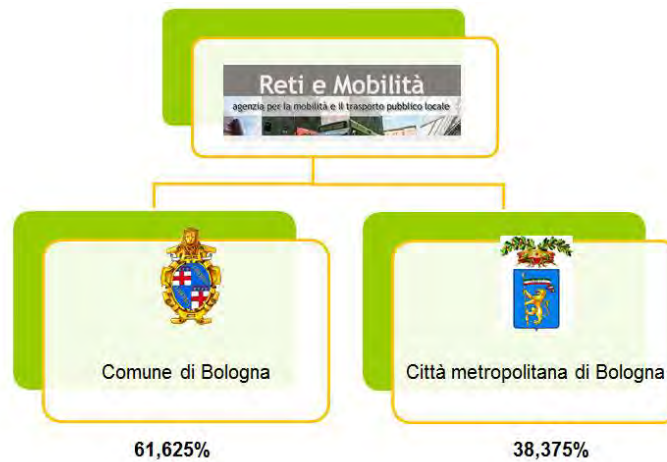 Reti e Mobilità
agenzia per la mobilità e il trasporto pubblico locale
Comune di Bologna
Città metropolitana di Bologna
61,625%
38,375%